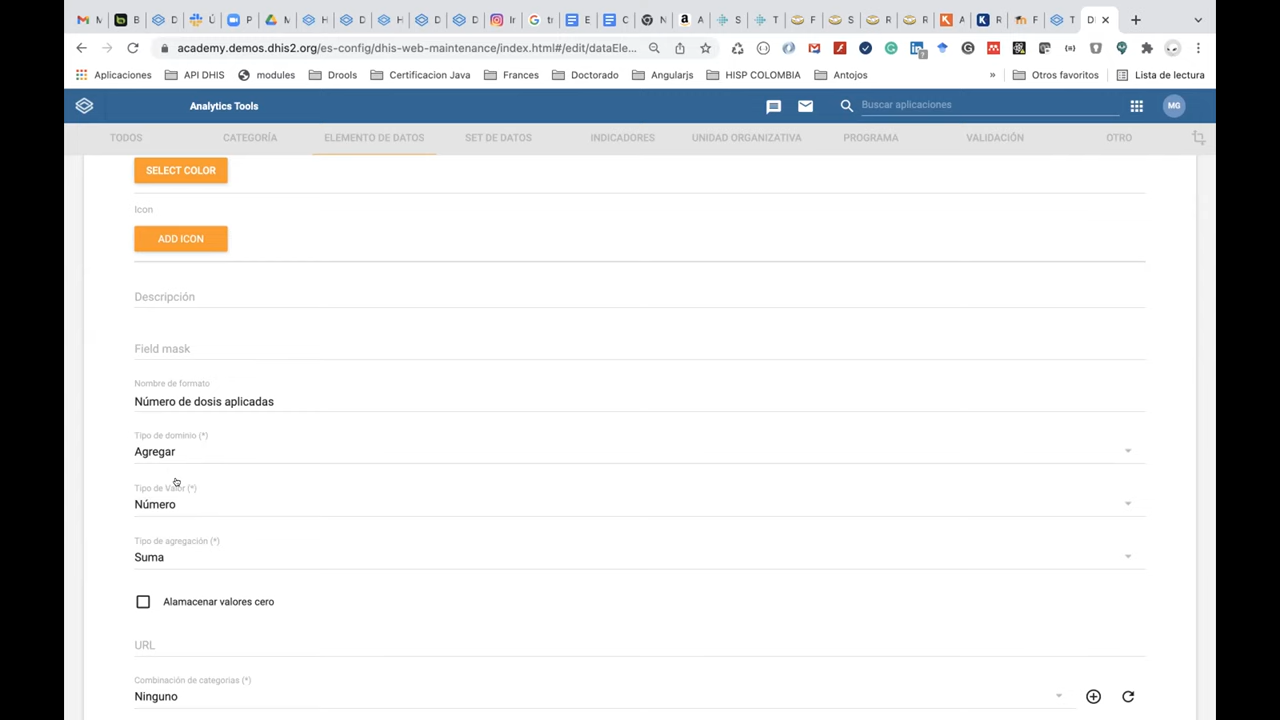 M
B
D
Ú
P
M
H
D
H
D
D
Ir
tr
E
C
N
A
S
T
F
S
R
R
A
R
F
T
D
academy.demos.dhis2.org/es-config/dhis-web-maintenance/index.html#/edit/dataEle...
Aplicaciones
API DHIS
modules
Drools
Certificacion Java
Frances
Doctorado
Angularjs
HISP COLOMBIA
Antojos
»
Otros favoritos
Lista de lectura
Analytics Tools
Buscar aplicaciones
MG
TODOS
CATEGORÍA
ELEMENTO DE DATOS
SET DE DATOS
INDICADORES
UNIDAD ORGANIZATIVA
PROGRAMA
VALIDACIÓN
OTRO
SELECT COLOR
Icon
ADD ICON
Descripción
Field mask
Nombre de formato
Número de dosis aplicadas
Tipo de dominio (*)
Agregar
Tipo de Valor (*)
Número
Tipo de agregación (*)
Suma
Alamacenar valores cero
URL
Combinación de categorías (*)
Ninguno